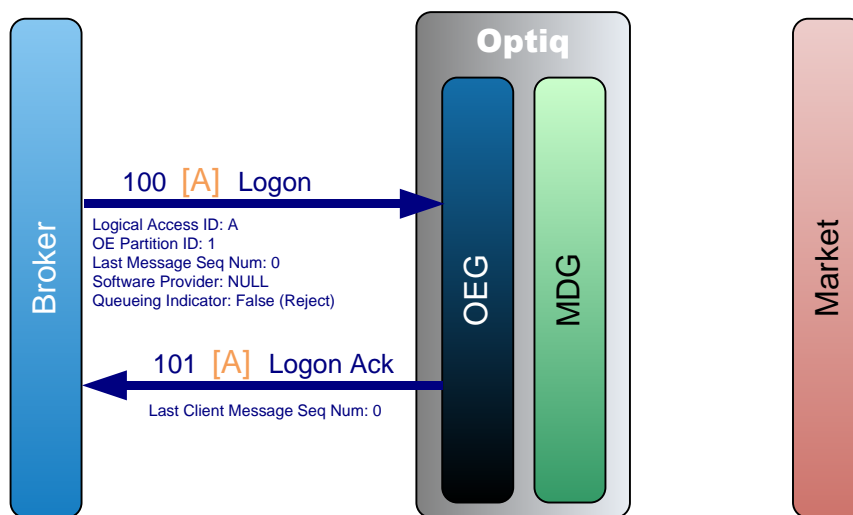 Optiq
Broker
100 [A] Logon
Logical Access ID: A
OE Partition ID: 1
Last Message Seq Num: 0
Software Provider: NULL
Queueing Indicator: False (Reject)
OEG
MDG
Market
101 [A] Logon Ack
Last Client Message Seq Num: 0